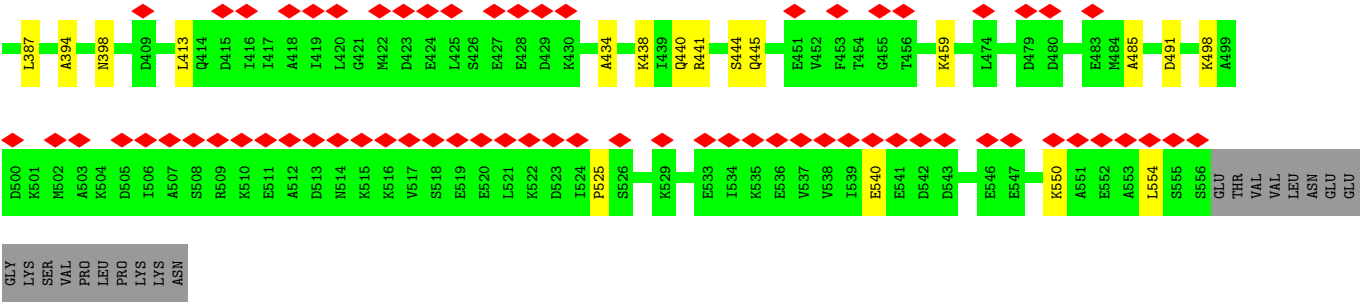 L387 A394 N398 D409 L413 Q414 D415 I416 I417 A418 I419 L420 G421 M422 D423 E424 L425 S426 E427 E428 D429 K430 A434 K438 I439 Q440 R441 S444 Q445 E451 V452 F453 T454 G455 T456 K459 L474 D479 D480 E483 M484 A485 D491 K498 A499
D500 K501 M502 A503 K504 D505 I506 A507 S508 R509 K510 E511 A512 D513 N514 K515 K516 V517 S518 E519 E520 L521 K522 D523 I524 P525 S526 K529 E533 I534 K535 E536 V537 V538 I539 E540 E541 D542 D543 E546 E547 K550 A551 E552 A553 L554 S555 S556 GLU THR VAL VAL LEU ASN GLU GLU
GLY LYS SER VAL PRO LEU PRO LYS LYS ASN